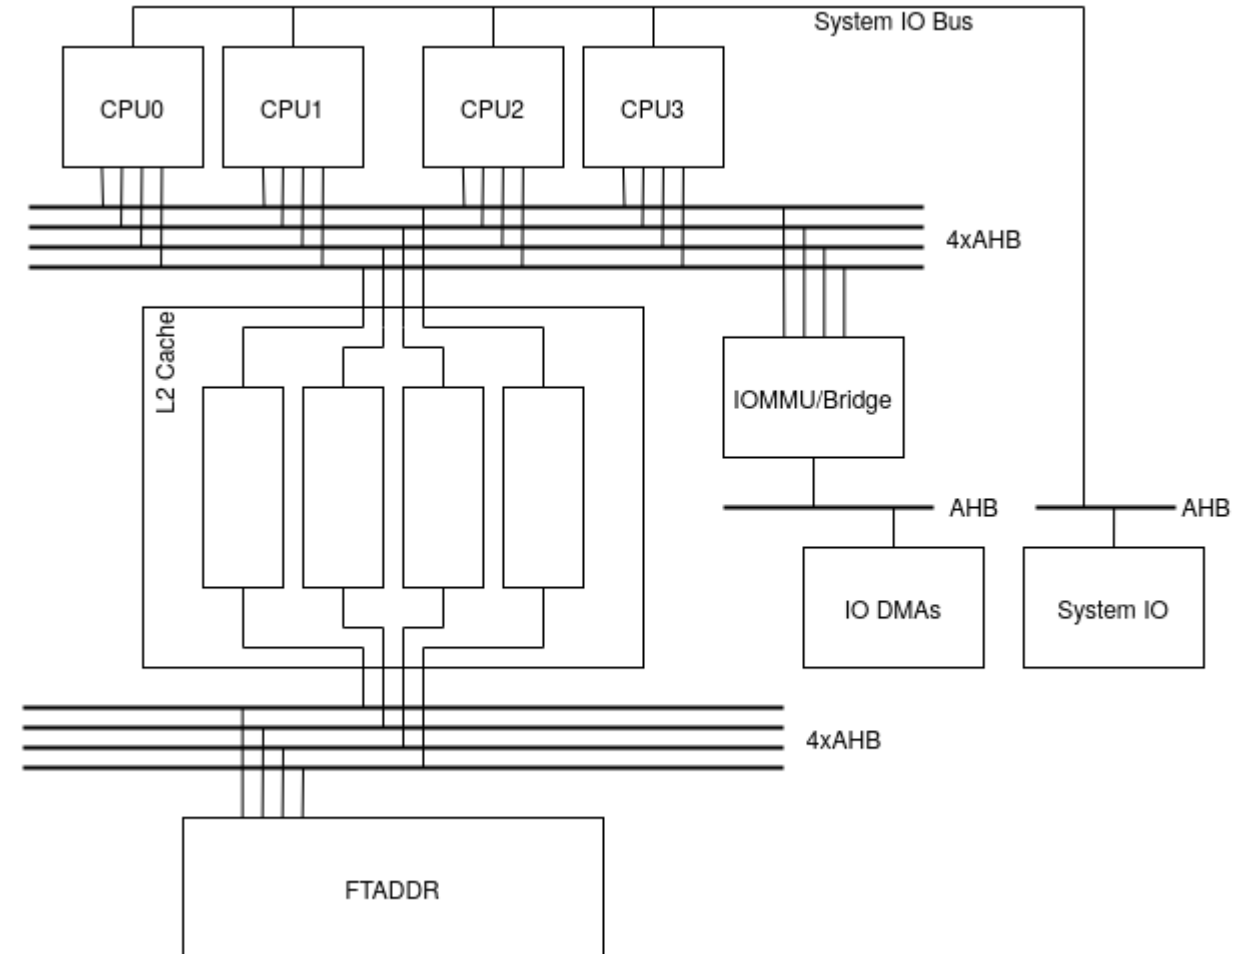 System IO Bus
CPU0
CPU1
CPU2
CPU3
4xAHB
L2 Cache
IOMMU/Bridge
AHB
AHB
IO DMAs
System IO
4xAHB
FTADDR